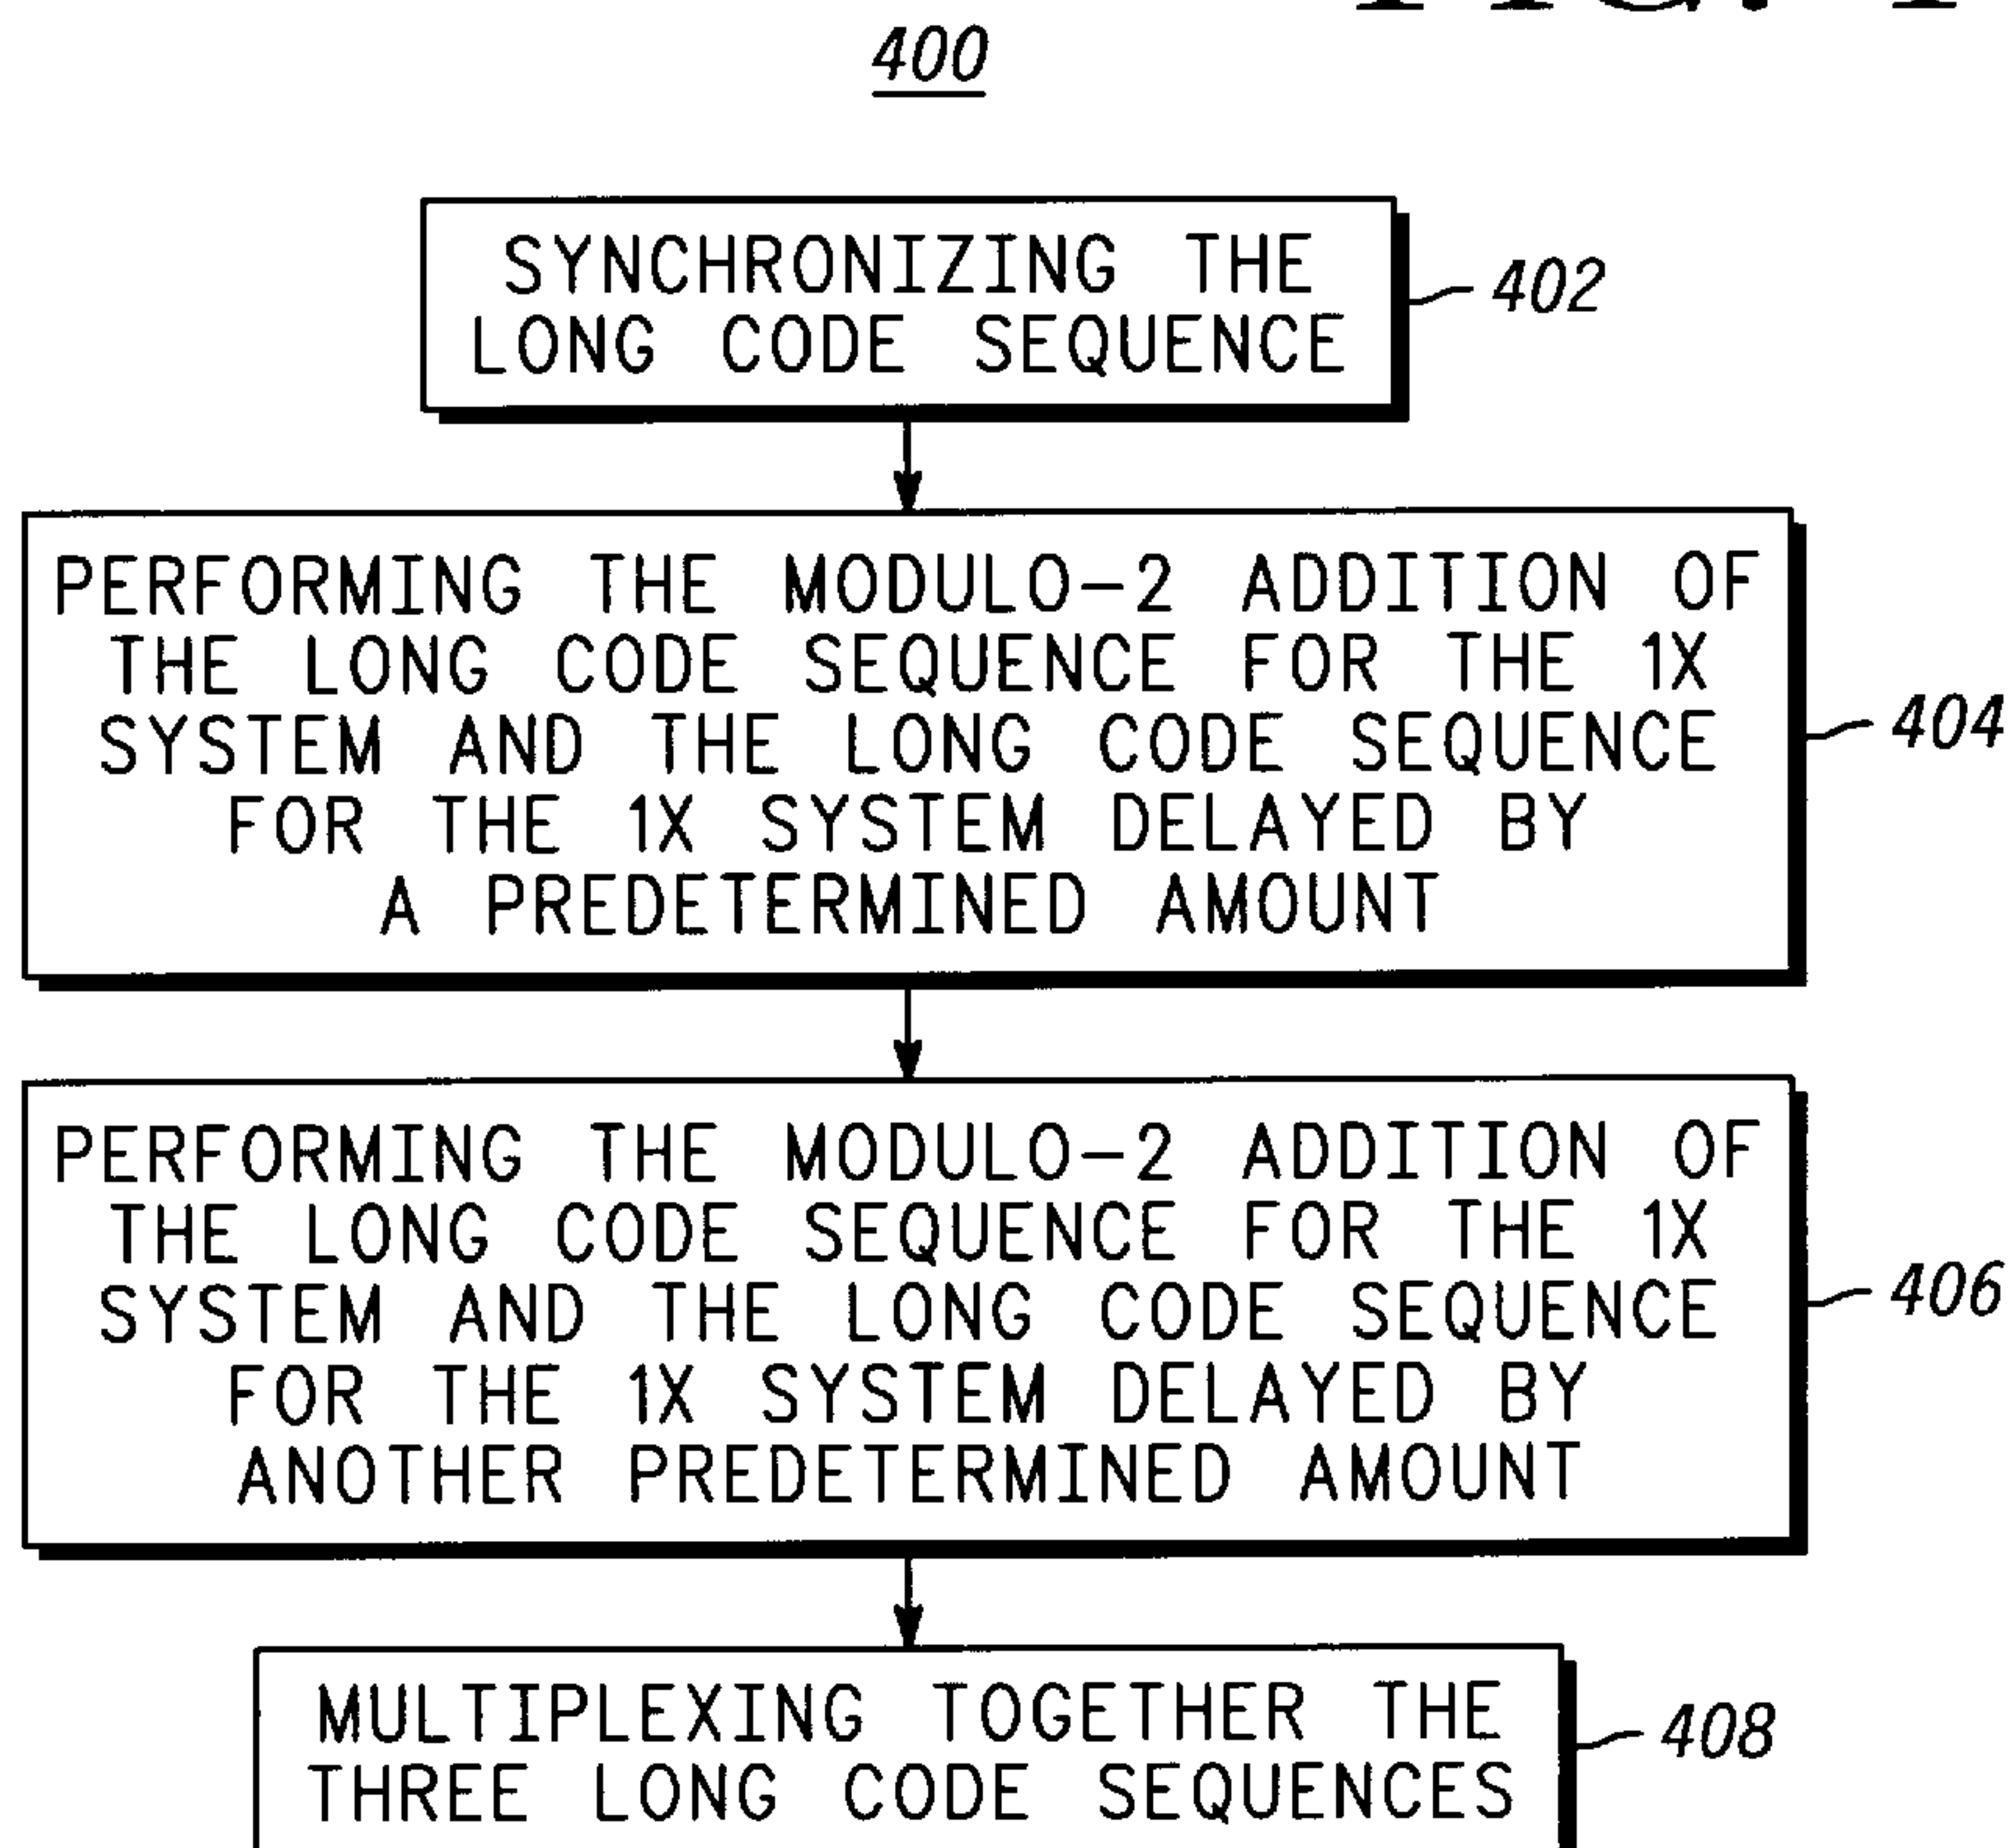 400
SYNCHRONIZING THE
LONG CODE SEQUENCE
402
PERFORMING THE MODULO-2 ADDITION OF
THE LONG CODE SEQUENCE FOR THE 1X
SYSTEM AND THE LONG CODE SEQUENCE
FOR THE 1X SYSTEM DELAYED BY
A PREDETERMINED AMOUNT
404
PERFORMING THE MODULO-2 ADDITION OF
THE LONG CODE SEQUENCE FOR THE 1X
SYSTEM AND THE LONG CODE SEQUENCE
FOR THE 1X SYSTEM DELAYED BY
ANOTHER PREDETERMINED AMOUNT
406
MULTIPLEXING TOGETHER THE
THREE LONG CODE SEQUENCES
408